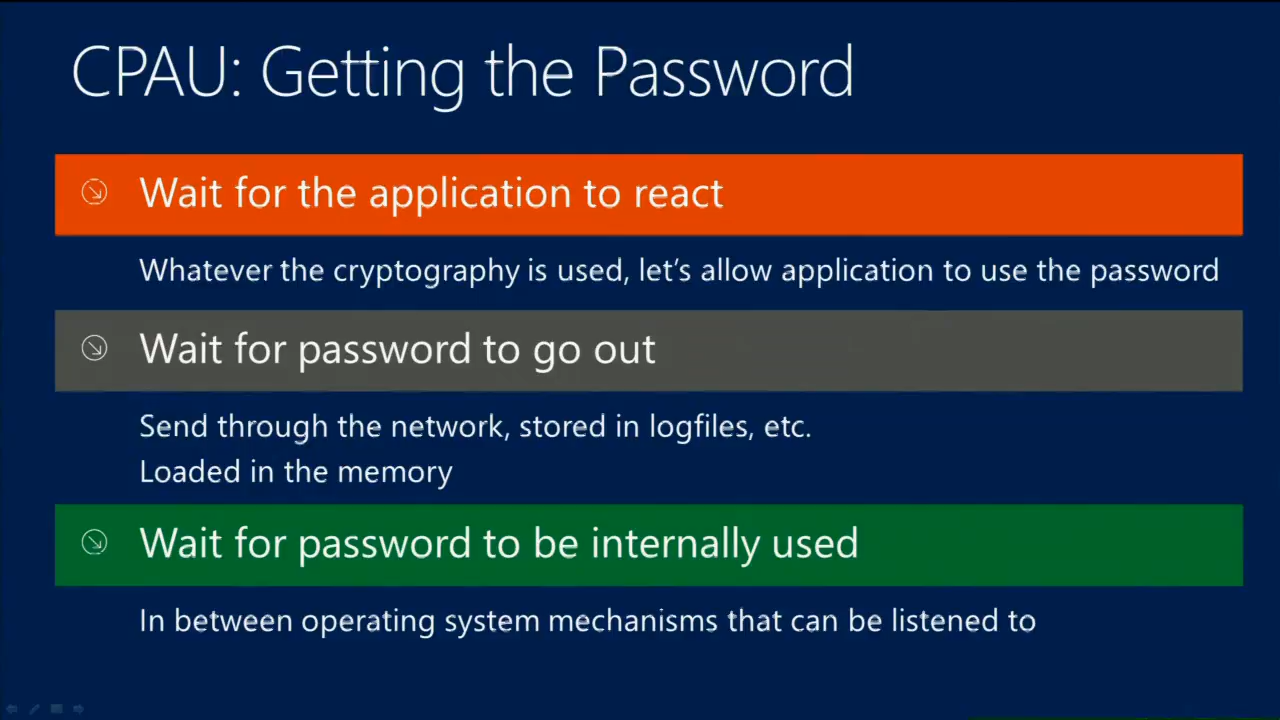 CPAU: Getting the Password
Wait for the application to react
Whatever the cryptography is used, let's allow application to use the password
Wait for password to go out
Send through the network, stored in logfiles, etc.
Loaded in the memory
Wait for password to be internally used
In between operating system mechanisms that can be listened to